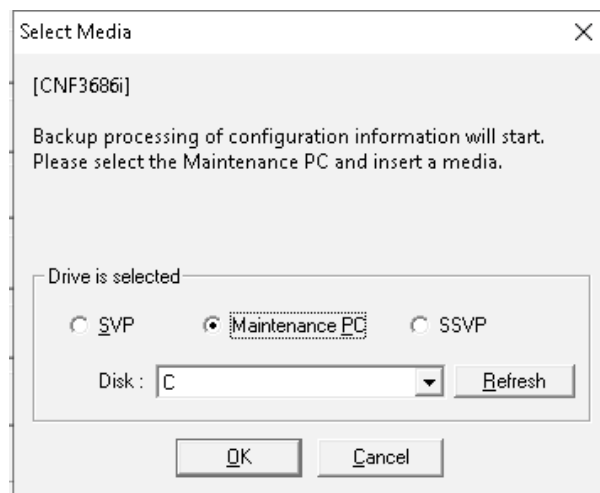 Select Media
[CNF3686i]
Backup processing of configuration information will start.
Please select the Maintenance PC and insert a media.
Drive is selected
SVP Maintenance PC SSVP
Disk : C Refresh
OK Cancel